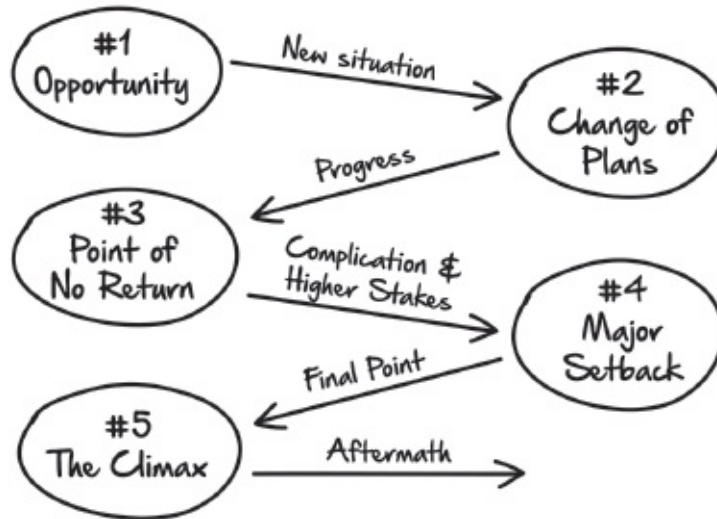 #1
Opportunity
New situation
#2
Change of
Plans
Progress
#3
Point of
No Return
Complication &
Higher Stakes
#4
Major
Setback
Final Point
#5
The Climax
Aftermath